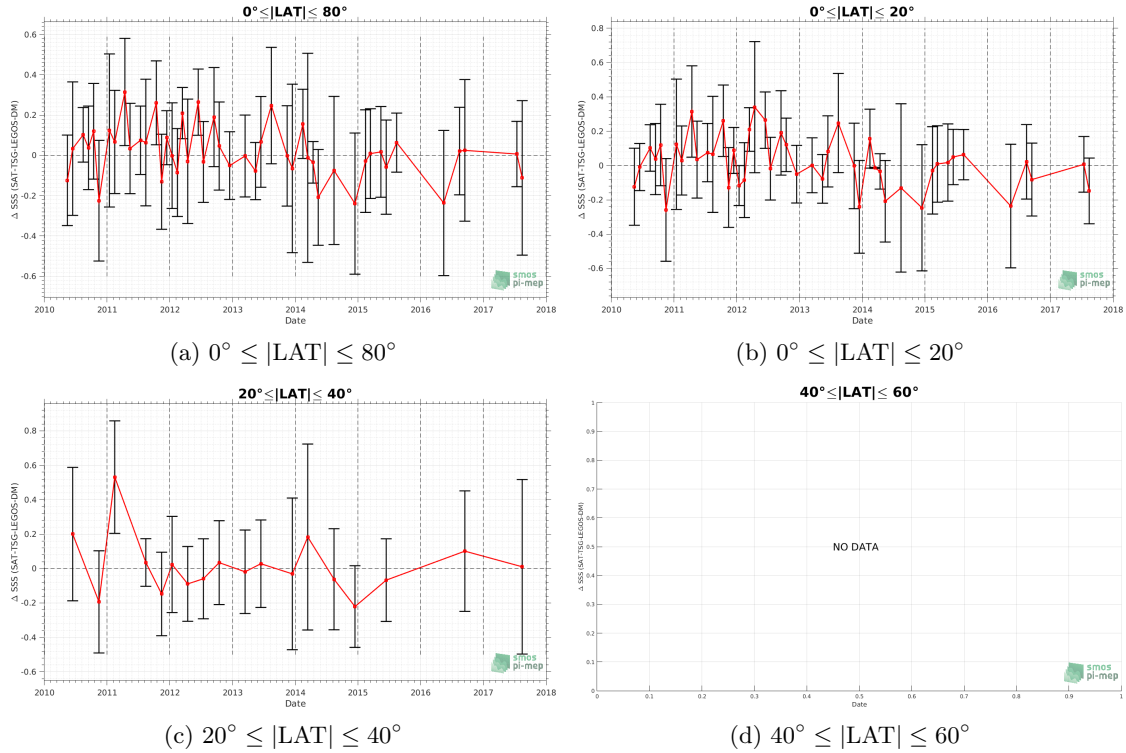 0°≤|LAT|≤ 80°
Δ SSS (SAT-TSG-LEGOS-DM)
0.6
0.4
0.2
0
-0.2
-0.4
-0.6
2010 2011 2012 2013 2014 2015 2016 2017 2018
Date
smos
pi-mep
(a) 0° ≤ |LAT| ≤ 80°
0°≤|LAT|≤ 20°
Δ SSS (SAT-TSG-LEGOS-DM)
0.8
0.6
0.4
0.2
0
-0.2
-0.4
-0.6
2010 2011 2012 2013 2014 2015 2016 2017 2018
Date
smos
pi-mep
(b) 0° ≤ |LAT| ≤ 20°
20°≤|LAT|≤ 40°
Δ SSS (SAT-TSG-LEGOS-DM)
0.8
0.6
0.4
0.2
0
-0.2
-0.4
-0.6
2010 2011 2012 2013 2014 2015 2016 2017 2018
Date
smos
pi-mep
(c) 20° ≤ |LAT| ≤ 40°
40°≤|LAT|≤ 60°
Δ SSS (SAT-TSG-LEGOS-DM)
1
0.9
0.8
0.7
0.6
0.5
0.4
0.3
0.2
0.1
0
NO DATA
0 0.1 0.2 0.3 0.4 0.5 0.6 0.7 0.8 0.9 1
Date
smos
pi-mep
(d) 40° ≤ |LAT| ≤ 60°